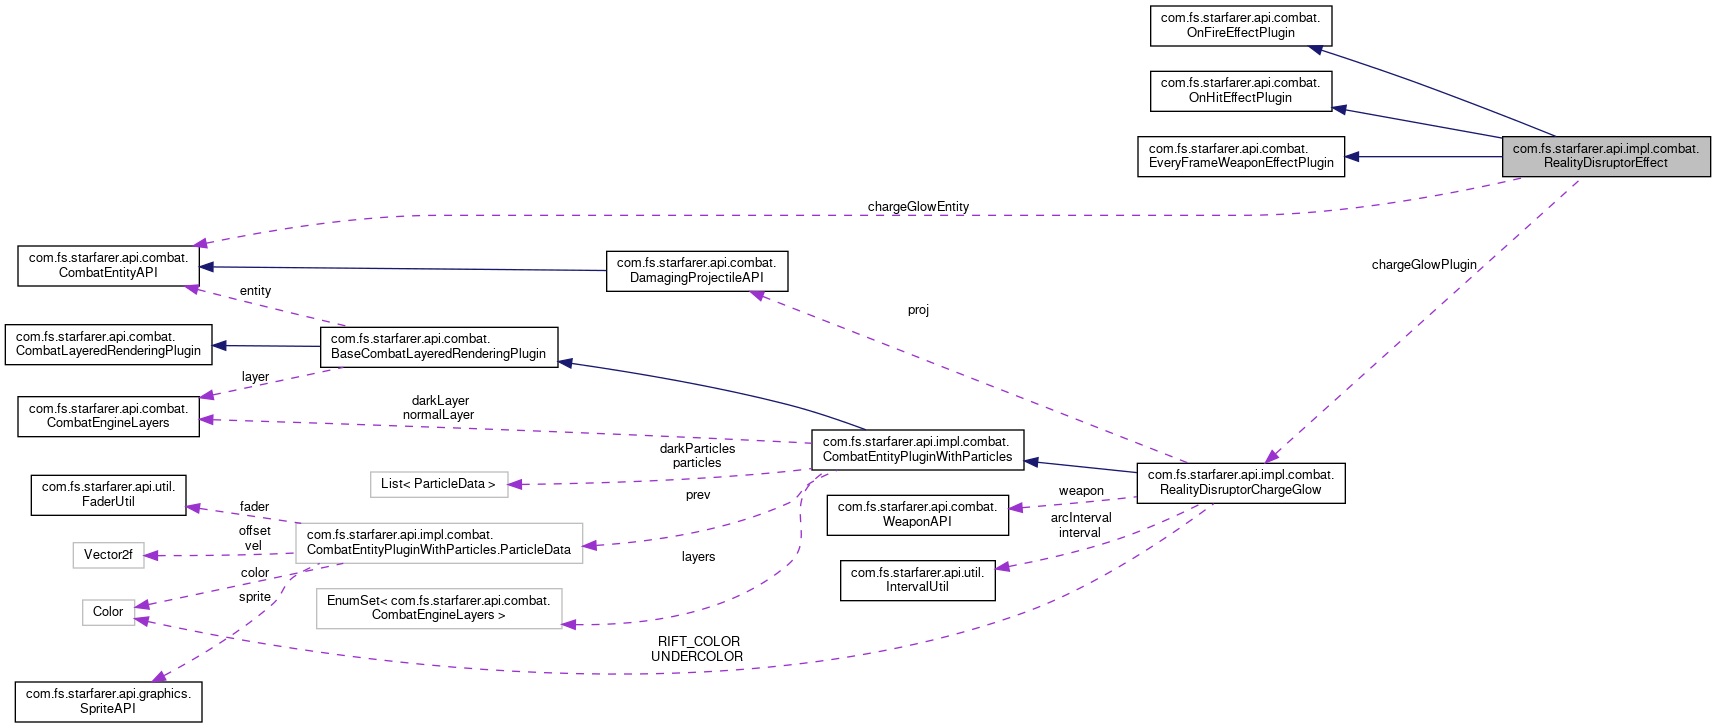 com.fs.starfarer.api.combat.
OnFireEffectPlugin
com.fs.starfarer.api.combat.
OnHitEffectPlugin
com.fs.starfarer.api.combat.
EveryFrameWeaponEffectPlugin
com.fs.starfarer.api.impl.combat.
RealityDisruptorEffect
chargeGlowEntity
com.fs.starfarer.api.combat.
CombatEntityAPI
com.fs.starfarer.api.combat.
DamagingProjectileAPI
chargeGlowPlugin
entity
proj
com.fs.starfarer.api.combat.
CombatLayeredRenderingPlugin
com.fs.starfarer.api.combat.
BaseCombatLayeredRenderingPlugin
layer
com.fs.starfarer.api.combat.
CombatEngineLayers
darkLayer
normalLayer
com.fs.starfarer.api.impl.combat.
CombatEntityPluginWithParticles
darkParticles
particles
List< ParticleData >
com.fs.starfarer.api.impl.combat.
RealityDisruptorChargeGlow
prev
weapon
com.fs.starfarer.api.combat.
WeaponAPI
arcInterval
interval
com.fs.starfarer.api.util.
FaderUtil
fader
offset
vel
com.fs.starfarer.api.impl.combat.
CombatEntityPluginWithParticles.ParticleData
Vector2f
layers
color
com.fs.starfarer.api.util.
IntervalUtil
sprite
Color
EnumSet< com.fs.starfarer.api.combat.
CombatEngineLayers >
RIFT_COLOR
UNDERCOLOR
com.fs.starfarer.api.graphics.
SpriteAPI